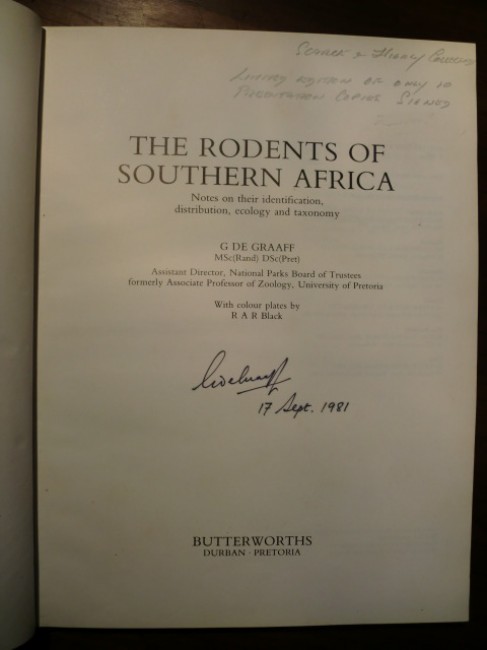 Limited Edition of only 10
Presentation Copies Signed
THE RODENTS OF
SOUTHERN AFRICA
Notes on their identification,
distribution, ecology and taxonomy
G DE GRAAFF
MSc(Rand) DSc(Pret)
Assistant Director, National Parks Board of Trustees
formerly Associate Professor of Zoology, University of Pretoria
With colour plates by
R A R Black
17 Sept. 1981
BUTTERWORTHS
DURBAN · PRETORIA